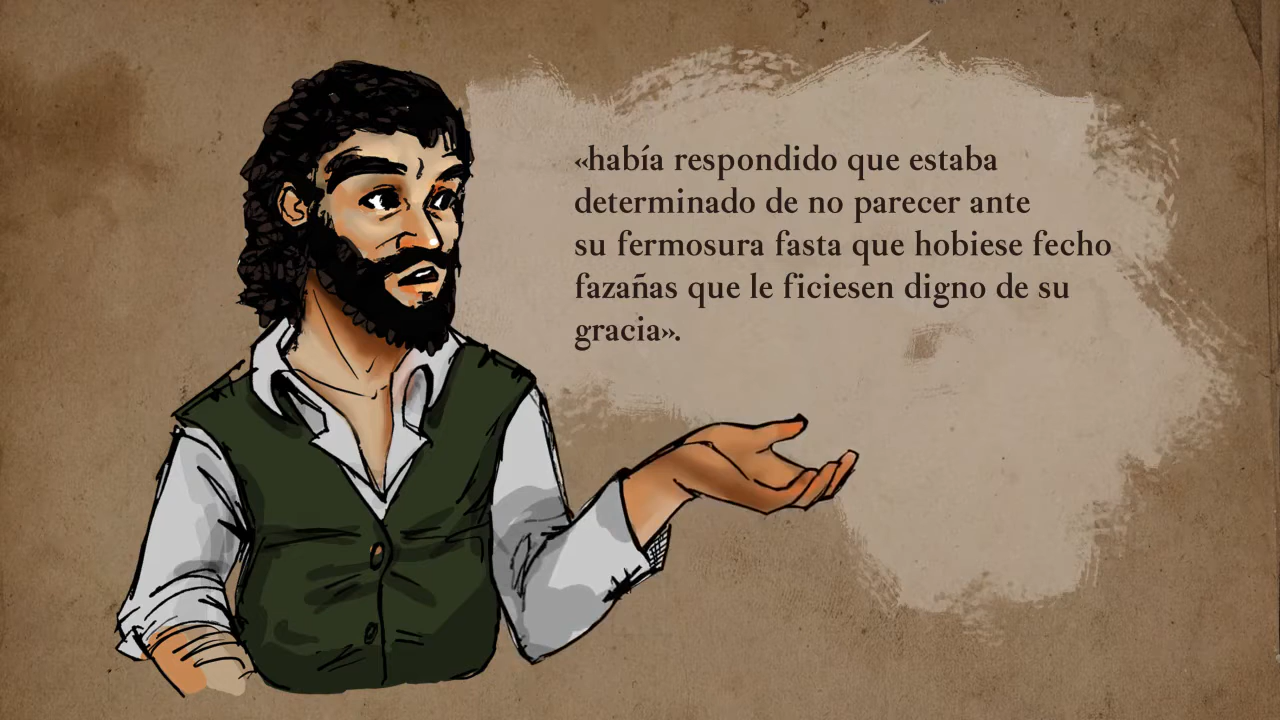 «había respondido que estaba
determinado de no parecer ante
su fermosura fasta que hobiese fecho
fazañas que le ficiesen digno de su
gracia».